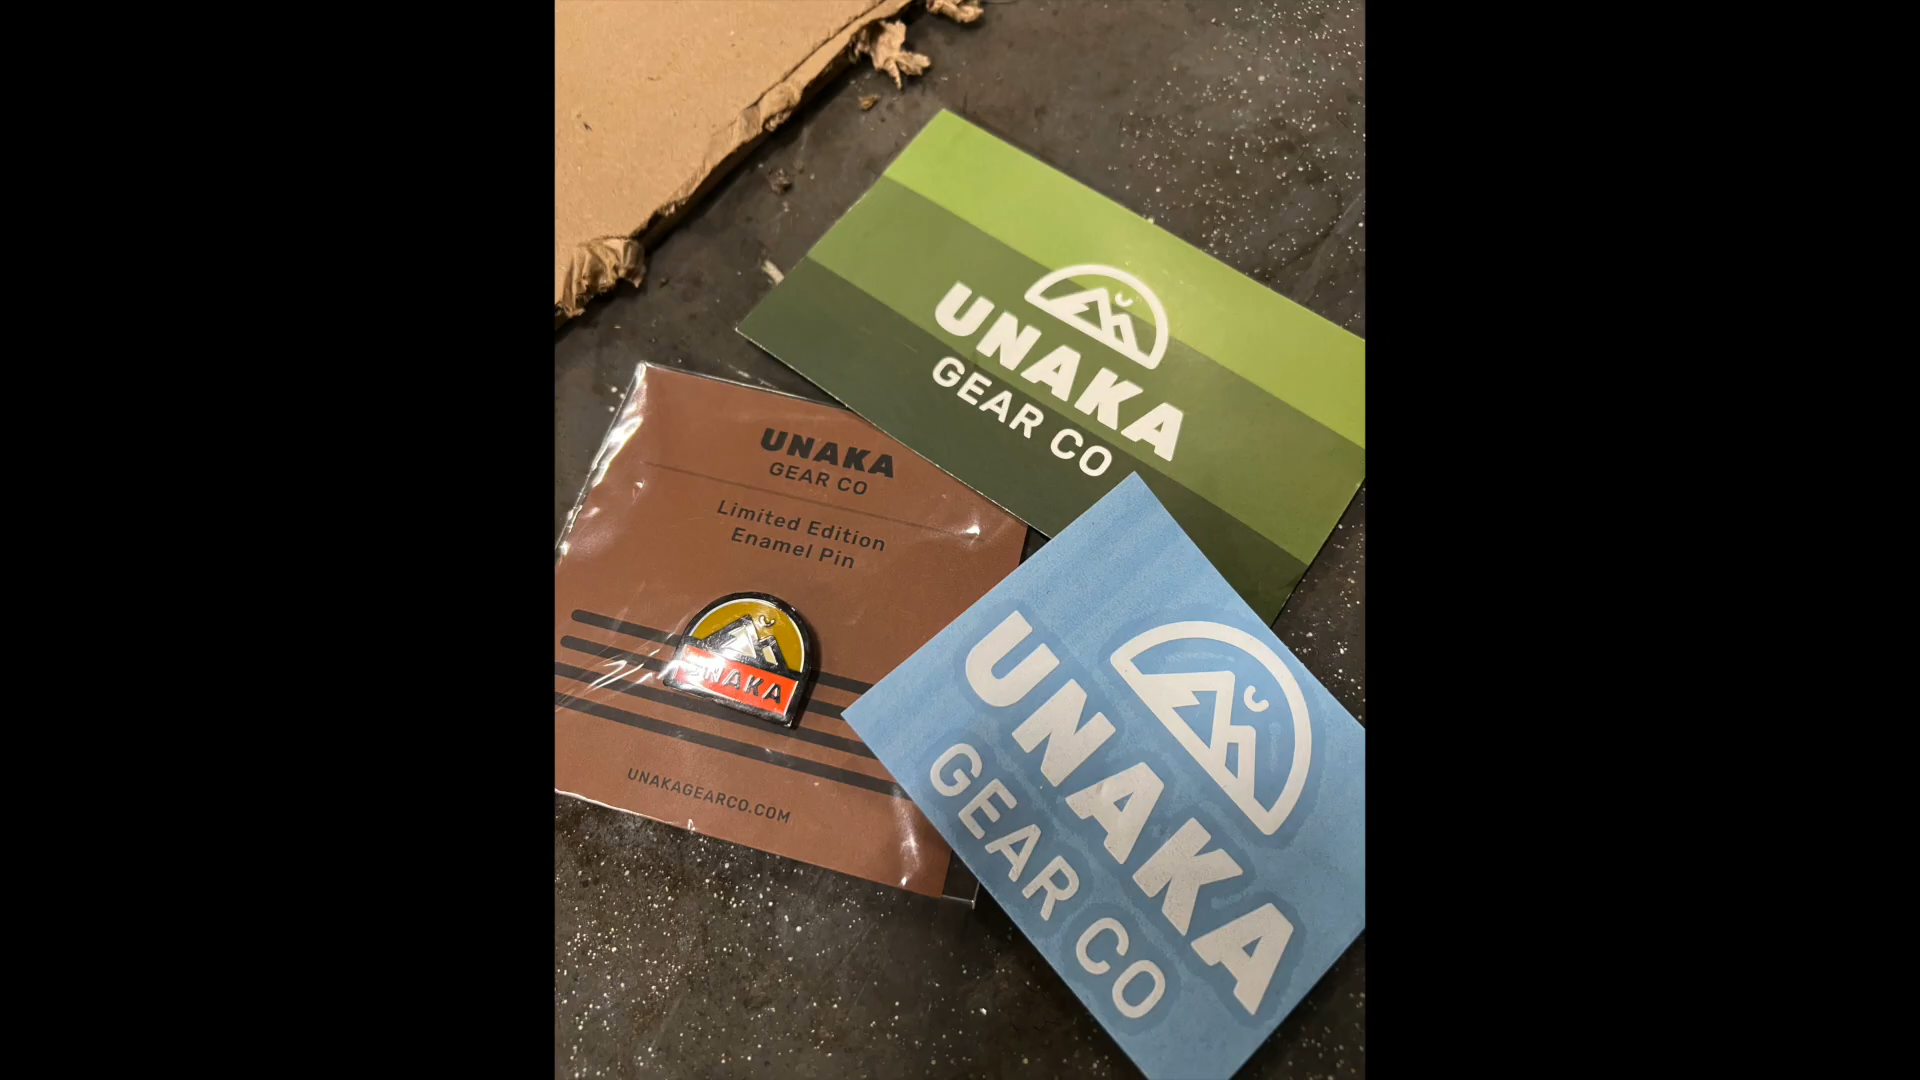 UNAKA
GEAR CO
UNAKA
GEAR CO
Limited Edition
Enamel Pin
UNAKA
UNAKAGEARCO.COM
UNAKA
GEAR CO